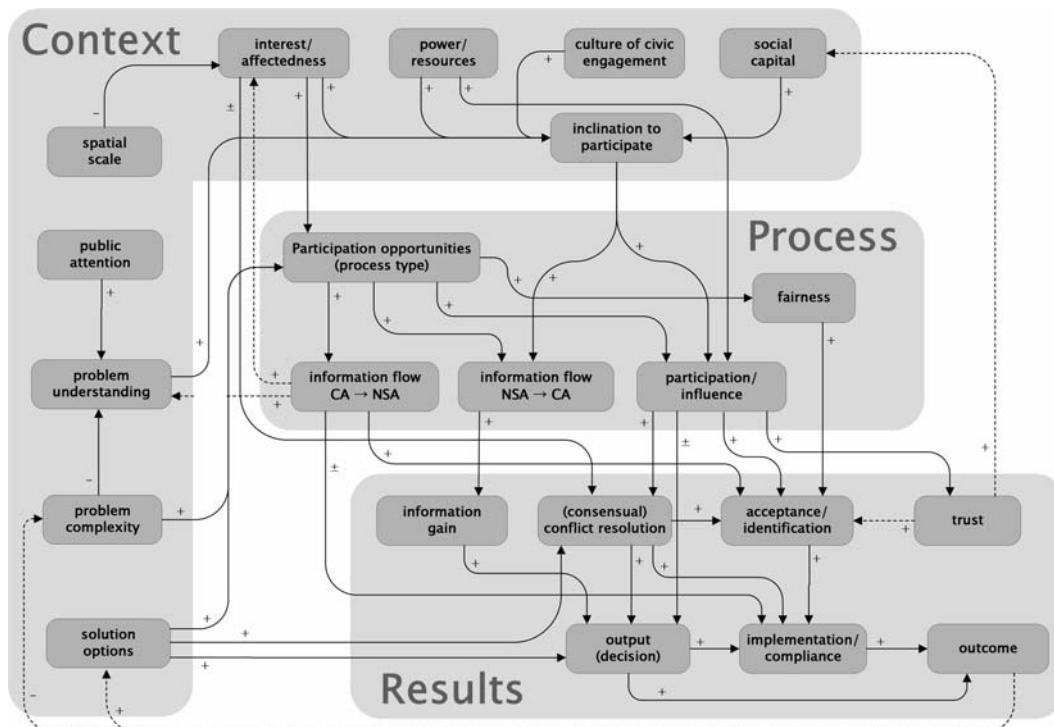 Context
interest/
affectedness
power/
resources
culture of civic
engagement
social
capital
+
+
+
+
+
+
+
±
−
spatial
scale
inclination to
participate
Process
public
attention
Participation opportunities
(process type)
+
+
+
fairness
+
+
+
+
+
+
problem
understanding
+
+
information flow
CA → NSA
information flow
NSA → CA
participation/
influence
+
+
±
+
+
+
±
+
−
problem
complexity
+
information
gain
(consensual)
conflict resolution
+
acceptance/
identification
+
trust
+
+
+
+
solution
options
+
+
+
output
(decision)
+
implementation/
compliance
+
outcome
Results
+
−
+